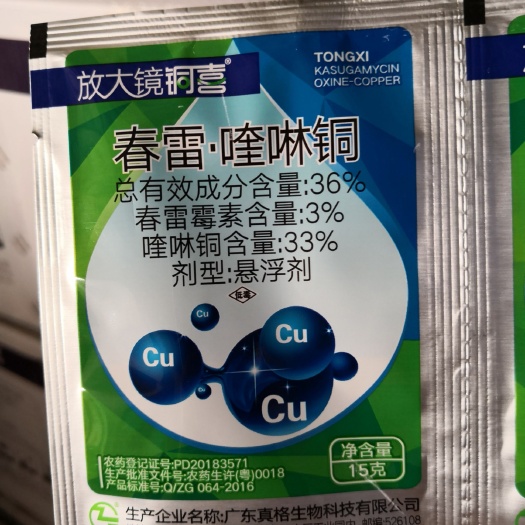 放大镜铜喜®
TONGXI
KASUGAMYCIN
OXINE-COPPER
春雷·喹啉铜
总有效成分含量:36%
春雷霉素含量:3%
喹啉铜含量:33%
剂型:悬浮剂
低毒
Cu
Cu
Cu
Cu
Cu
净含量
15克
农药登记证号:PD20183571
生产批准文件号:农药生许(粤)0018
产品标准号:Q/ZG 064-2016
生产企业名称:广东真格生物科技有限公司